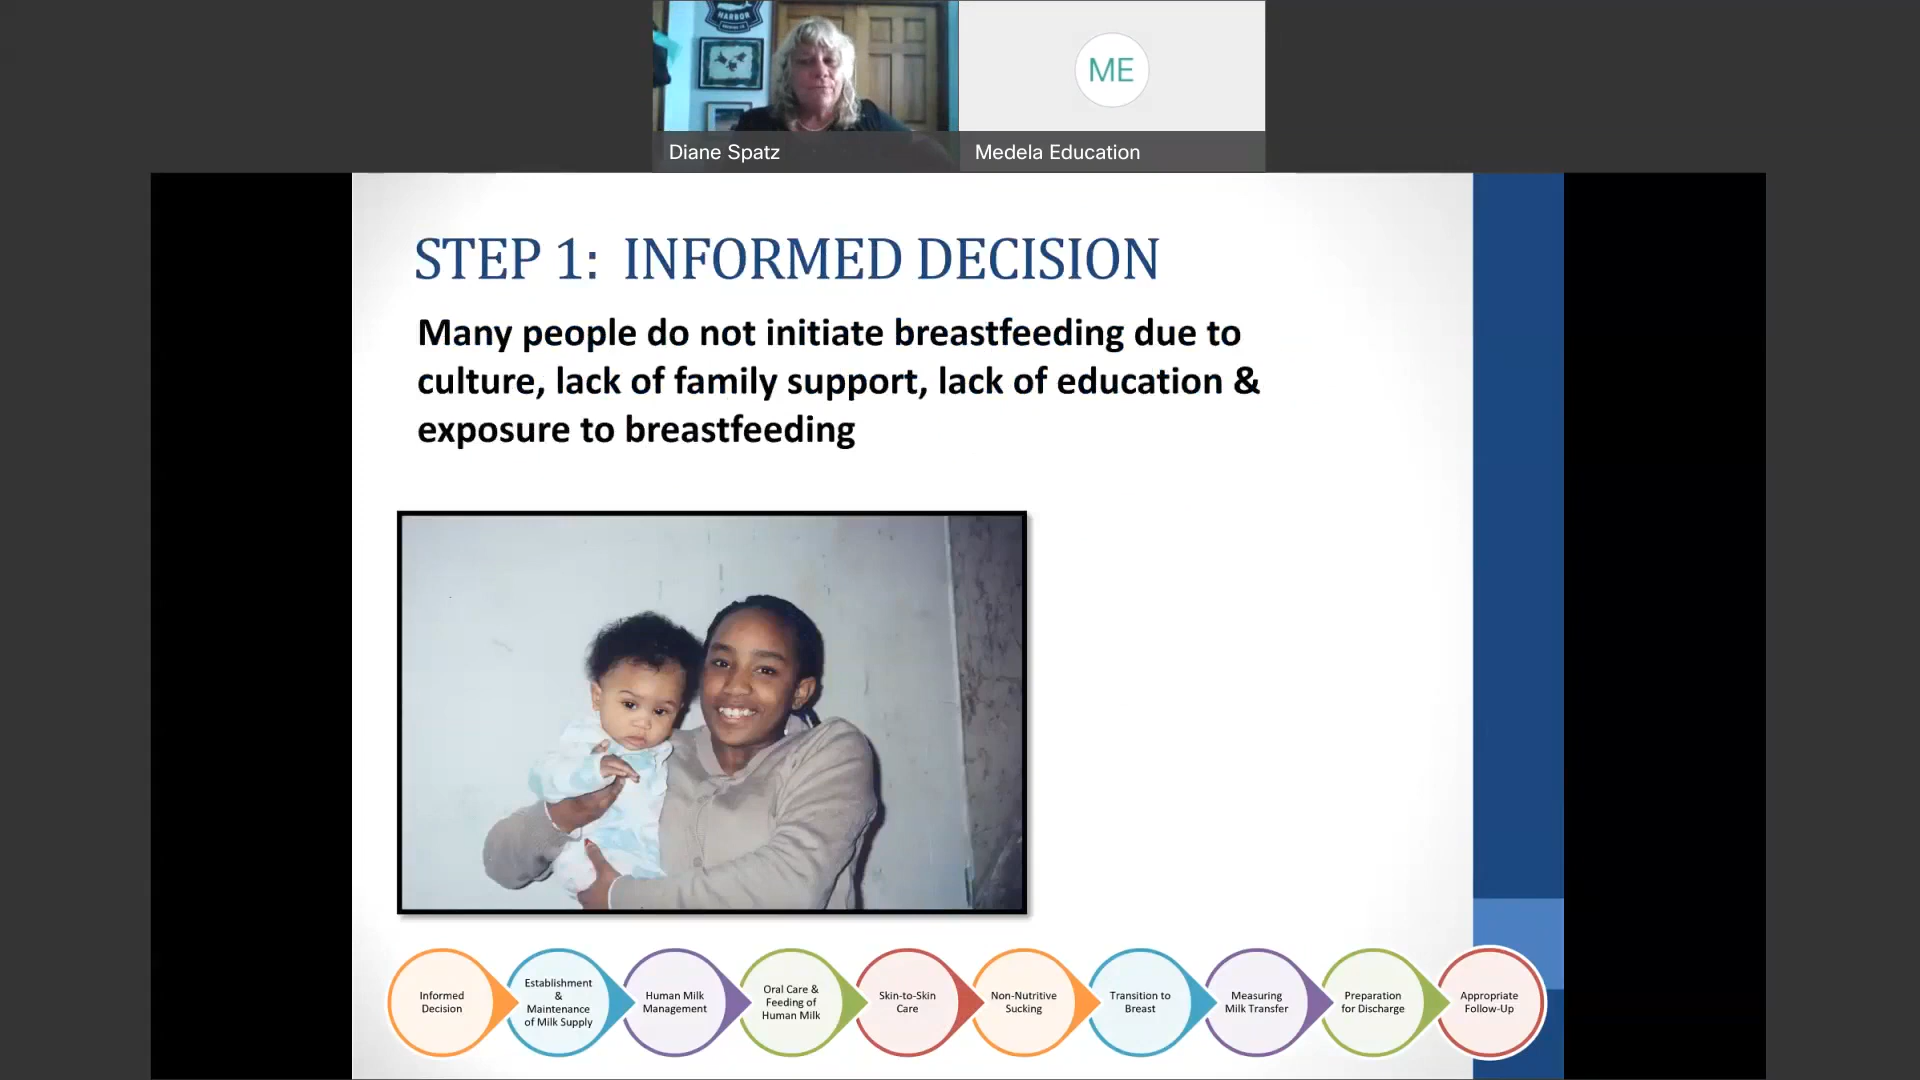 HARBOR
ME
Diane Spatz
Medela Education
STEP 1: INFORMED DECISION
Many people do not initiate breastfeeding due to
culture, lack of family support, lack of education &
exposure to breastfeeding
Informed
Decision
Establishment
&
Maintenance
of Milk Supply
Human Milk
Management
Oral Care &
Feeding of
Human Milk
Skin-to-Skin
Care
Non-Nutritive
Sucking
Transition to
Breast
Measuring
Milk Transfer
Preparation
for Discharge
Appropriate
Follow-Up